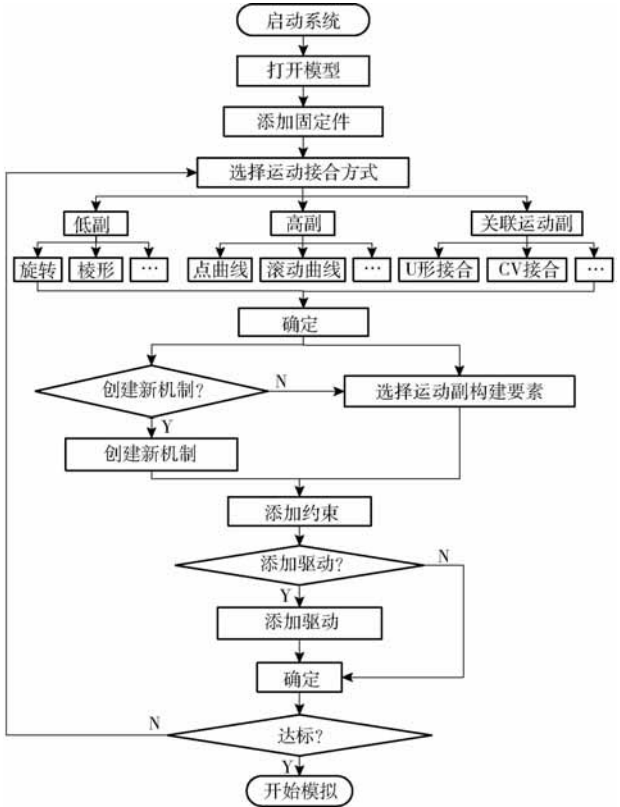 启动系统
打开模型
添加固定件
选择运动接合方式
低副
高副
关联运动副
旋转
棱形
…
点曲线
滚动曲线
…
U形接合
CV接合
…
确定
创建新机制?
N
选择运动副构建要素
Y
创建新机制
添加约束
添加驱动?
N
Y
添加驱动
确定
N
达标?
Y
开始模拟